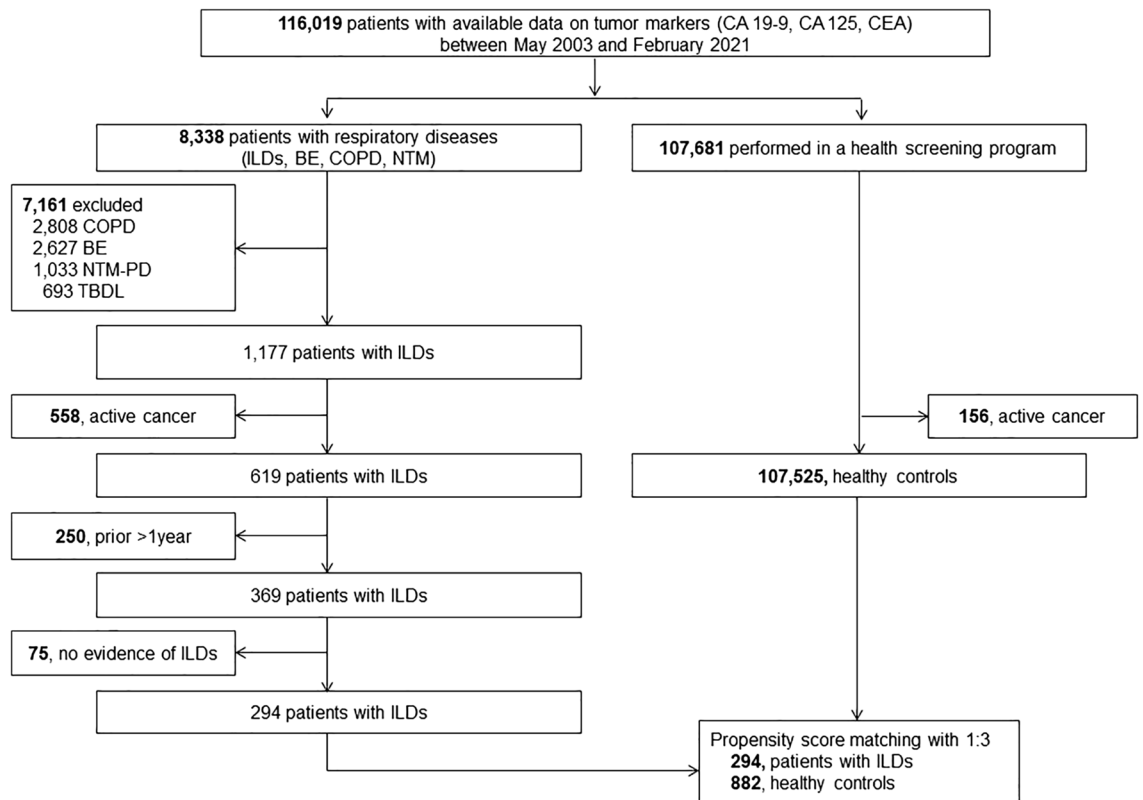 116,019 patients with available data on tumor markers (CA 19-9, CA 125, CEA)
between May 2003 and February 2021
8,338 patients with respiratory diseases
(ILDs, BE, COPD, NTM)
107,681 performed in a health screening program
7,161 excluded
2,808 COPD
2,627 BE
1,033 NTM-PD
693 TBDL
1,177 patients with ILDs
558, active cancer
156, active cancer
619 patients with ILDs
107,525, healthy controls
250, prior >1year
369 patients with ILDs
75, no evidence of ILDs
294 patients with ILDs
Propensity score matching with 1:3
294, patients with ILDs
882, healthy controls